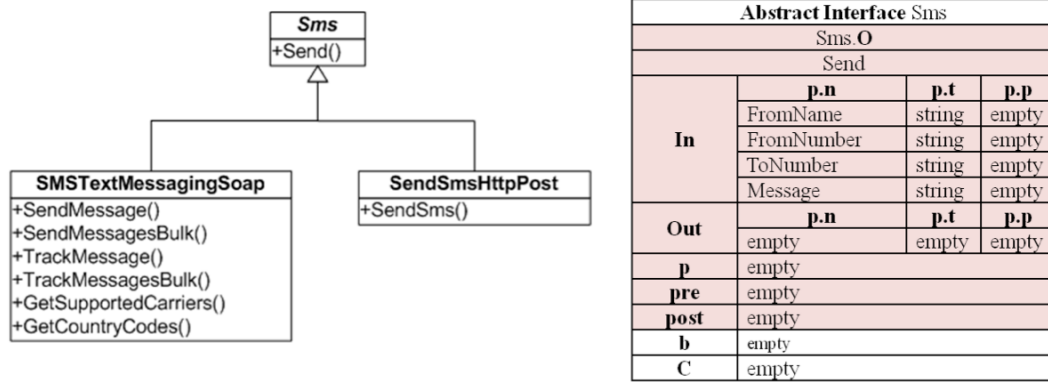 Sms
+Send()
SMSTextMessagingSoap
+SendMessage()
+SendMessagesBulk()
+TrackMessage()
+TrackMessagesBulk()
+GetSupportedCarriers()
+GetCountryCodes()
SendSmsHttpPost
+SendSms()
Abstract Interface Sms
Sms.O
Send
In
p.n p.t p.p
FromName string empty
FromNumber string empty
ToNumber string empty
Message string empty
Out
p.n p.t p.p
empty empty empty
p empty
pre empty
post empty
b empty
C empty